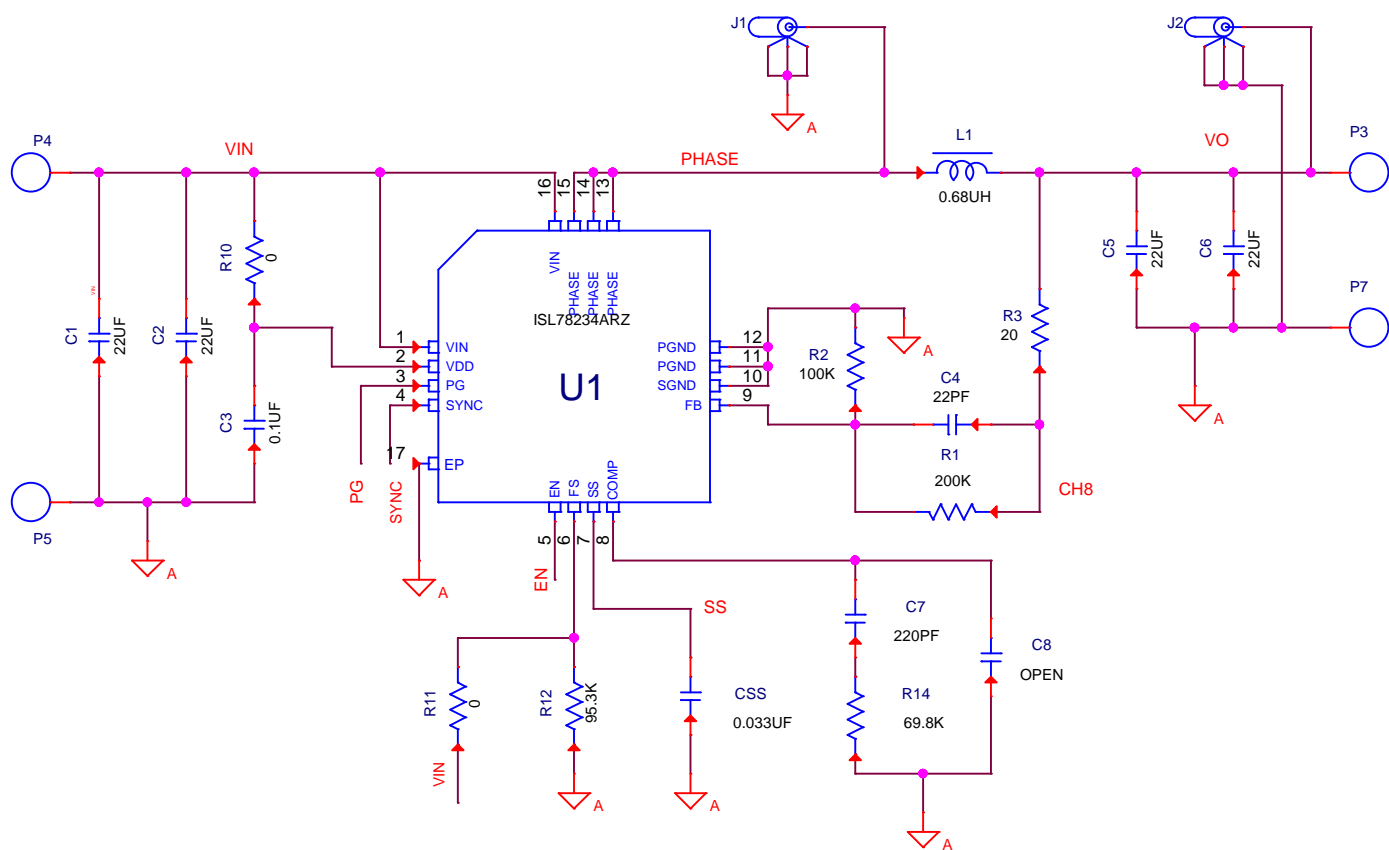 J1
J2
A
P4
VIN
PHASE
L1
0.68UH
VO
P3
16
15
14
13
VIN
PHASE
PHASE
PHASE
ISL78234ARZ
U1
R10
0
VIN
C1
22UF
C2
22UF
C3
0.1UF
C5
22UF
C6
22UF
P7
1
VIN
2
VDD
3
PG
4
SYNC
17
EP
PGND
12
PGND
11
SGND
10
FB
9
R2
100K
A
R3
20
C4
22PF
R1
200K
CH8
A
P5
A
PG
SYNC
A
EN
FS
SS
COMP
5
6
7
8
EN
SS
R11
0
VIN
R12
95.3K
A
CSS
0.033UF
A
C7
220PF
C8
OPEN
R14
69.8K
A